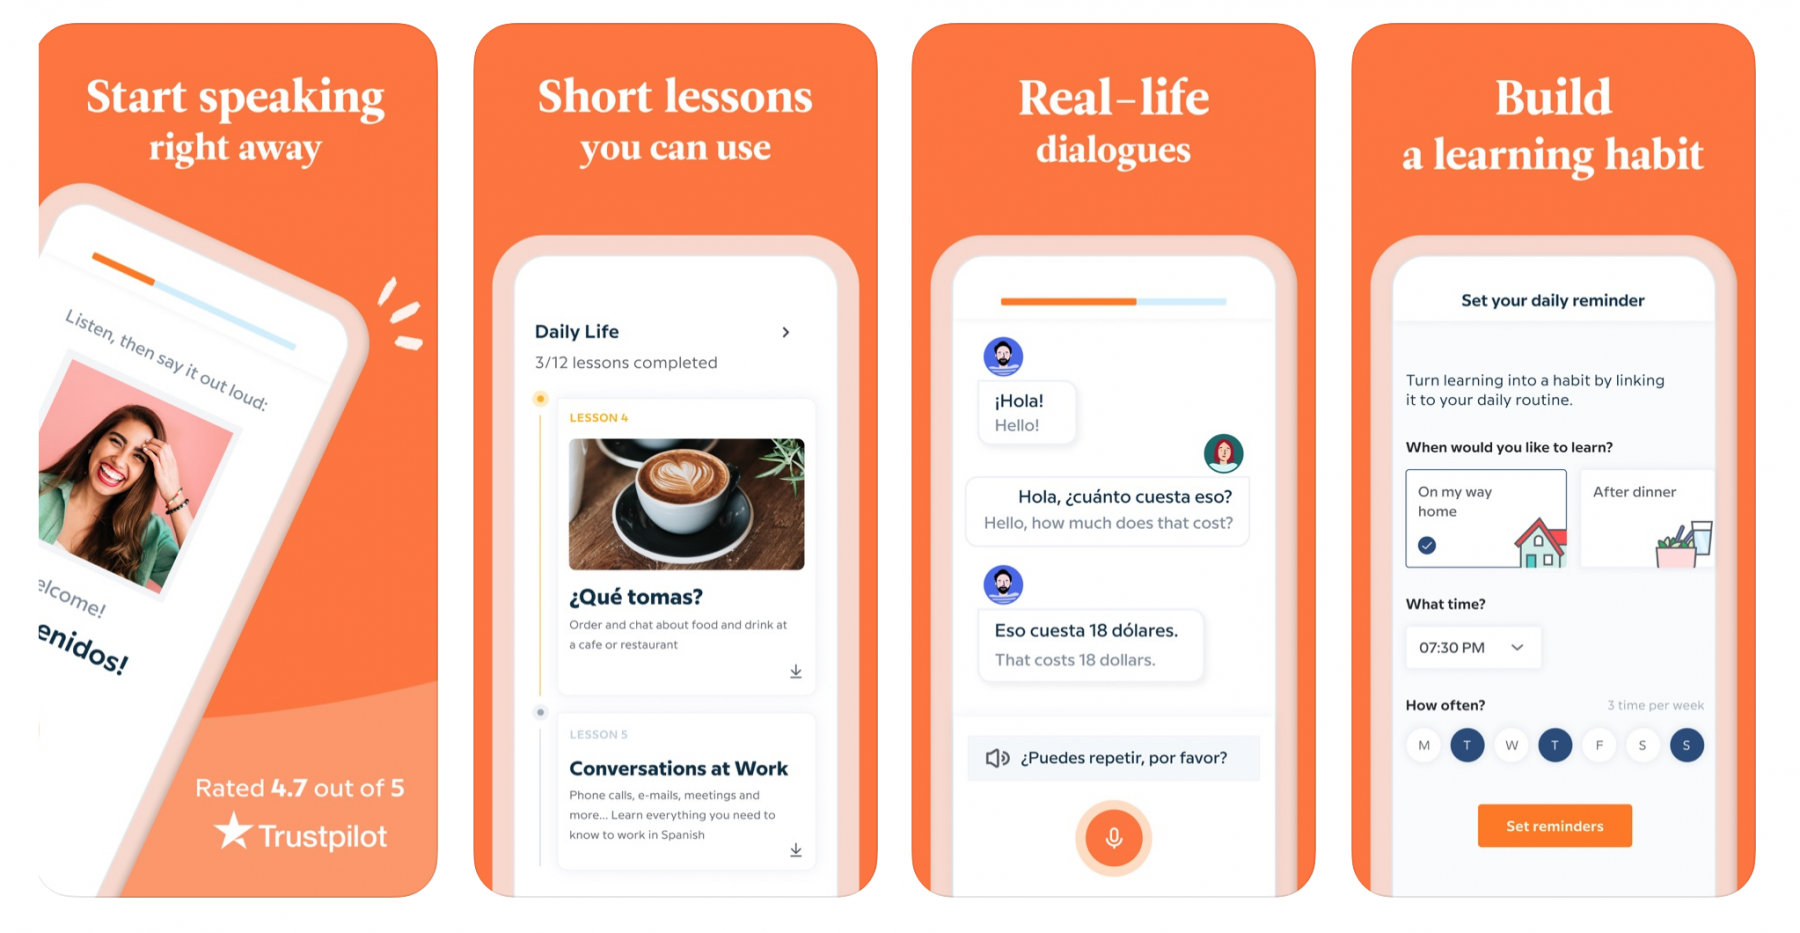 Start speaking
right away
Listen, then say it out loud:
elcome!
enidos!
Rated 4.7 out of 5
Trustpilot
Short lessons
you can use
Daily Life
3/12 lessons completed
LESSON 4
¿Qué tomas?
Order and chat about food and drink at
a cafe or restaurant
LESSON 5
Conversations at Work
Phone calls, e-mails, meetings and
more... Learn everything you need to
know to work in Spanish
Real-life
dialogues
¡Hola!
Hello!
Hola, ¿cuánto cuesta eso?
Hello, how much does that cost?
Eso cuesta 18 dólares.
That costs 18 dollars.
¿Puedes repetir, por favor?
Build
a learning habit
Set your daily reminder
Turn learning into a habit by linking
it to your daily routine.
When would you like to learn?
On my way
home
After dinner
What time?
07:30 PM
How often?
3 time per week
M T W T F S S
Set reminders